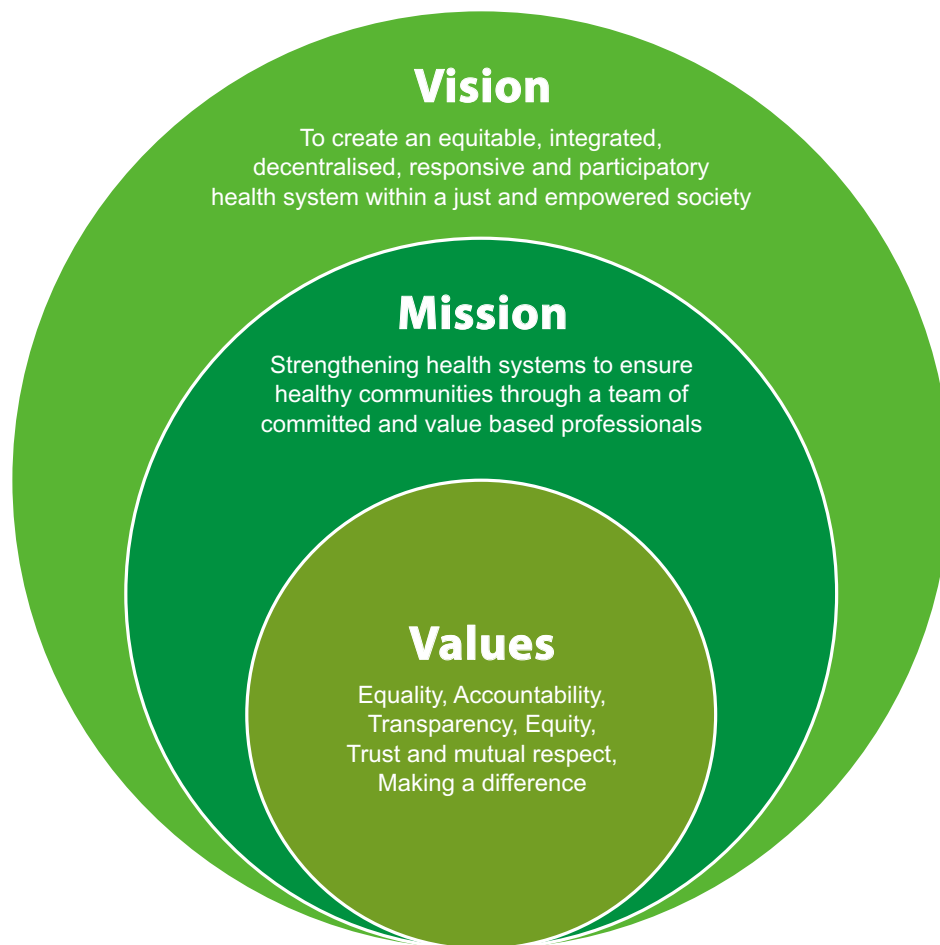 Vision
To create an equitable, integrated,
decentralised, responsive and participatory
health system within a just and empowered society
Mission
Strengthening health systems to ensure
healthy communities through a team of
committed and value based professionals
Values
Equality, Accountability,
Transparency, Equity,
Trust and mutual respect,
Making a difference